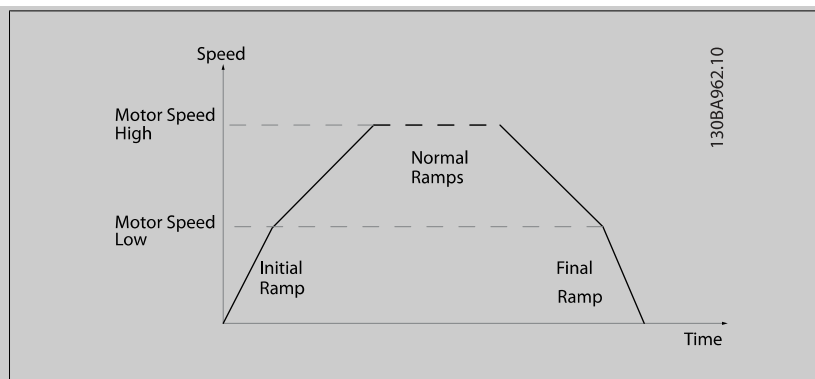 Speed
130BA962.10
Motor Speed
High
Normal
Ramps
Motor Speed
Low
Initial
Ramp
Final
Ramp
Time